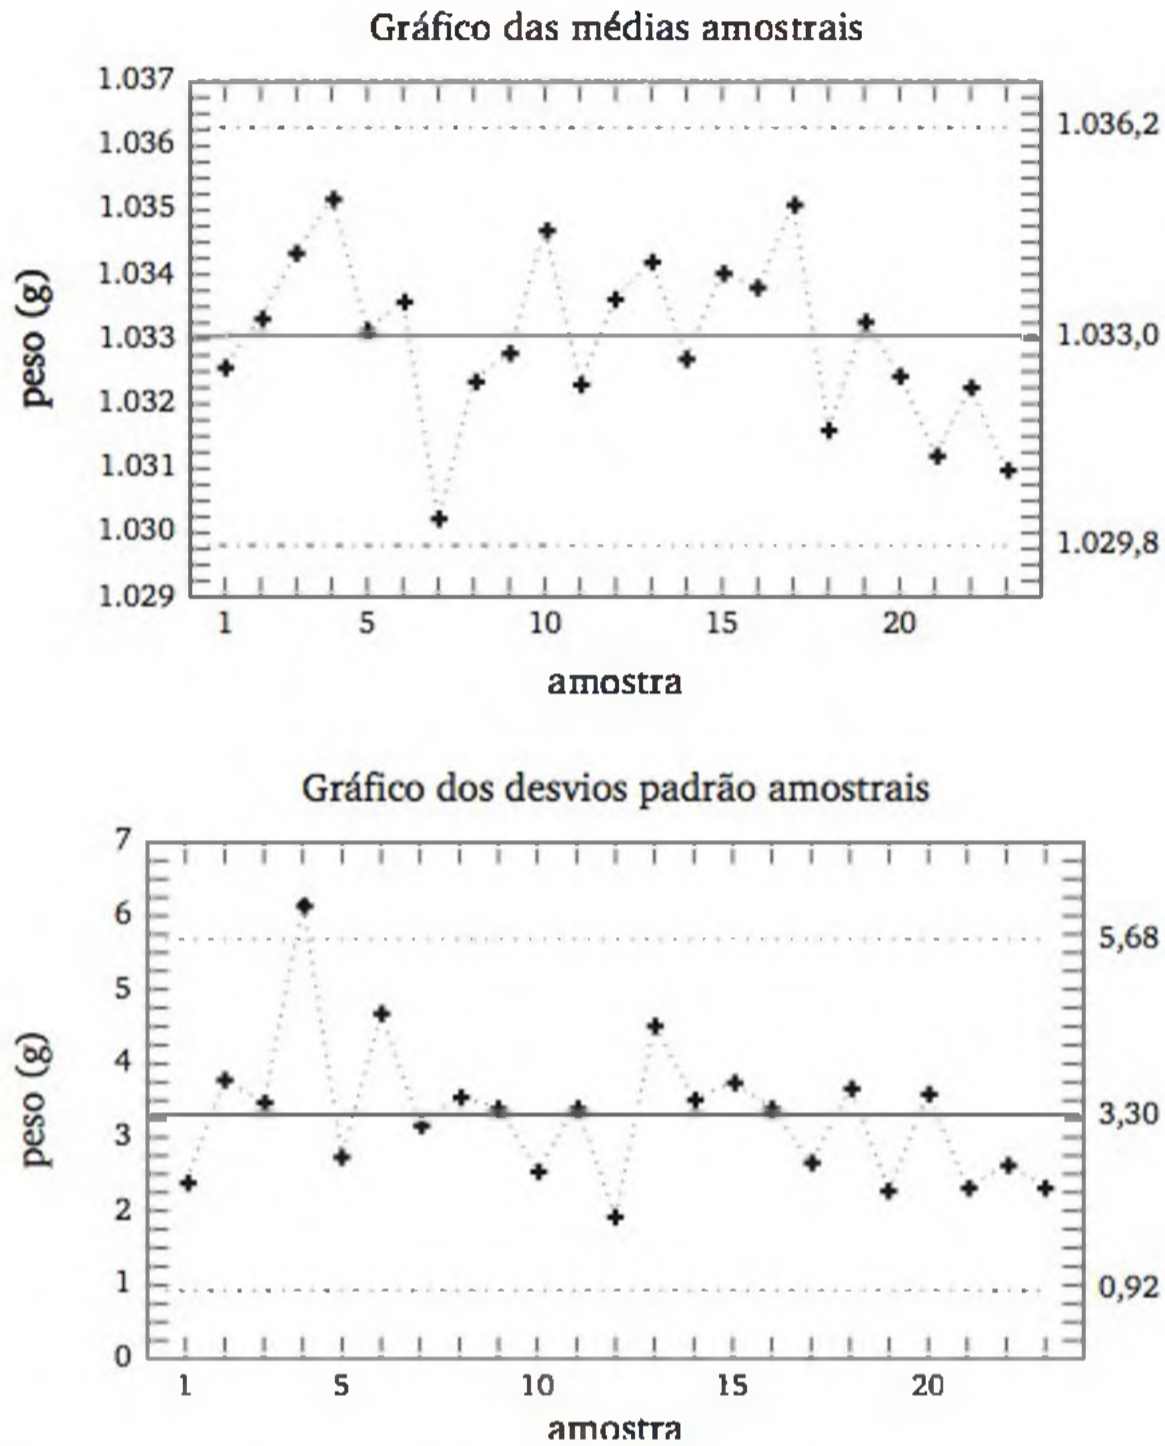 Gráfico das médias amostrais
1.037
1.036
1.035
1.034
1.033
1.032
1.031
1.030
1.029
peso (g)
1.036,2
1.033,0
1.029,8
1 5 10 15 20
amostra
Gráfico dos desvios padrão amostrais
7
6
5
4
3
2
1
0
peso (g)
5,68
3,30
0,92
1 5 10 15 20
amostra